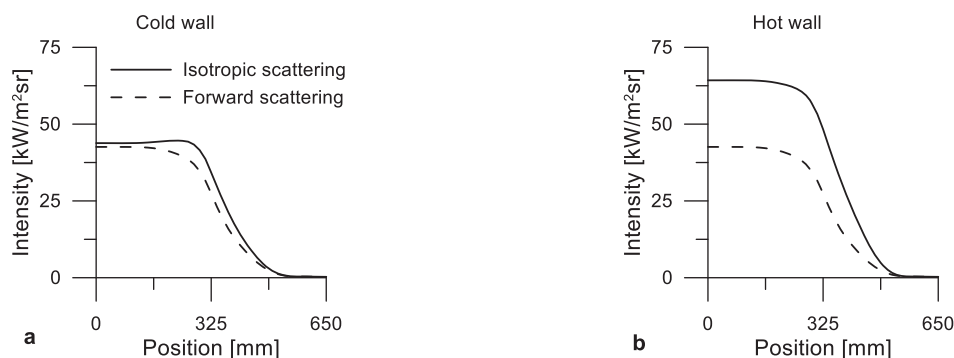 Cold wall
75
50
25
0
Intensity [kW/m²sr]
Isotropic scattering
Forward scattering
0 325 650
Position [mm]
a
Hot wall
75
50
25
0
Intensity [kW/m²sr]
0 325 650
Position [mm]
b